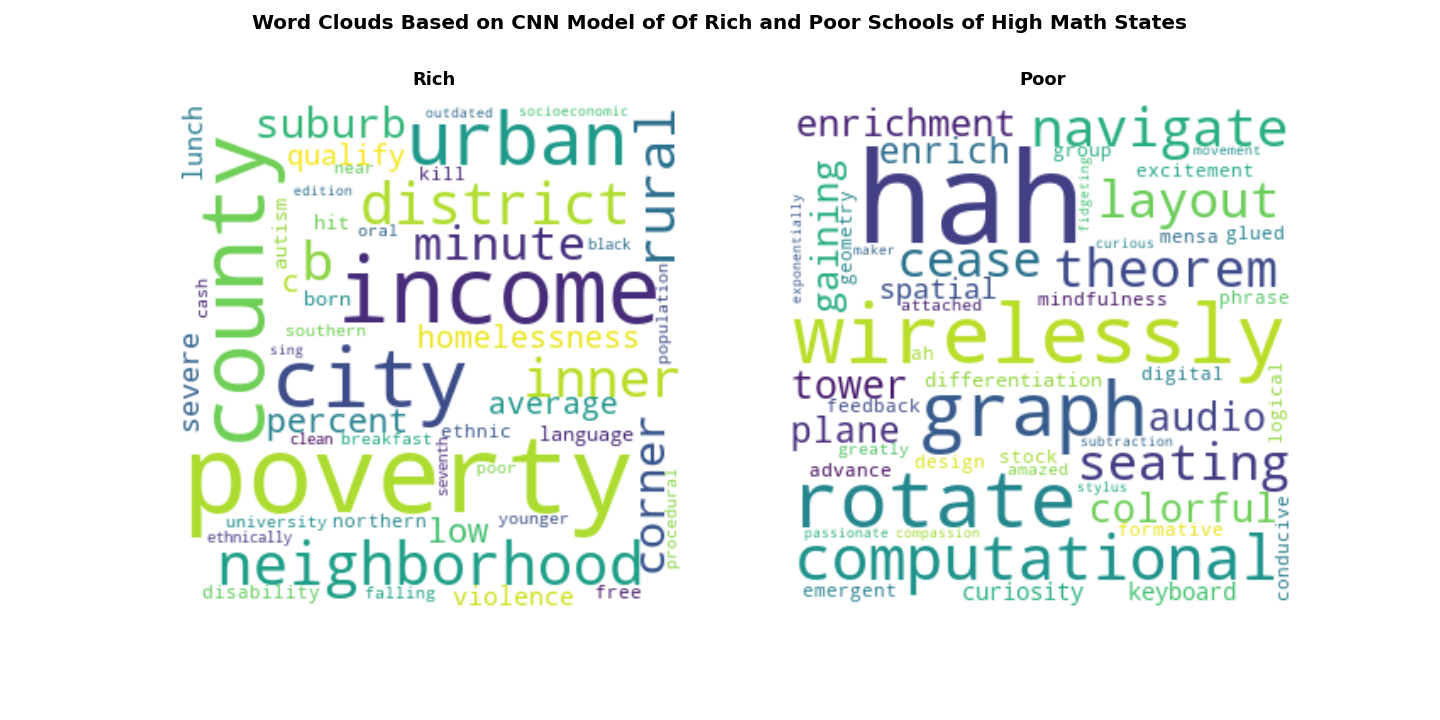 Word Clouds Based on CNN Model of Of Rich and Poor Schools of High Math States
Rich
lunch
suburb
outdated
socioeconomic
urban
rural
qualify
near
kill
county
edition
district
autism
hit
oral
minute
black
b
c
born
income
cash
population
southern
homelessness
severe
sing
city
inner
average
percent
ethnic
clean
breakfast
language
seventh
corner
poverty
poor
procedural
university
northern
low
younger
ethnically
neighborhood
disability
falling
violence
free
Poor
enrichment
navigate
enrich
group
movement
hah
fidgeting
excitement
gaining
geometry
exponentially
layout
maker
curious
mensa
glued
cease
theorem
spatial
attached
mindfulness
phrase
wirelessly
ah
tower
differentiation
digital
logical
feedback
graph
audio
plane
subtraction
greatly
stock
seating
advance
design
amazed
rotate
stylus
colorful
passionate
compassion
formative
conducive
computational
emergent
curiosity
keyboard